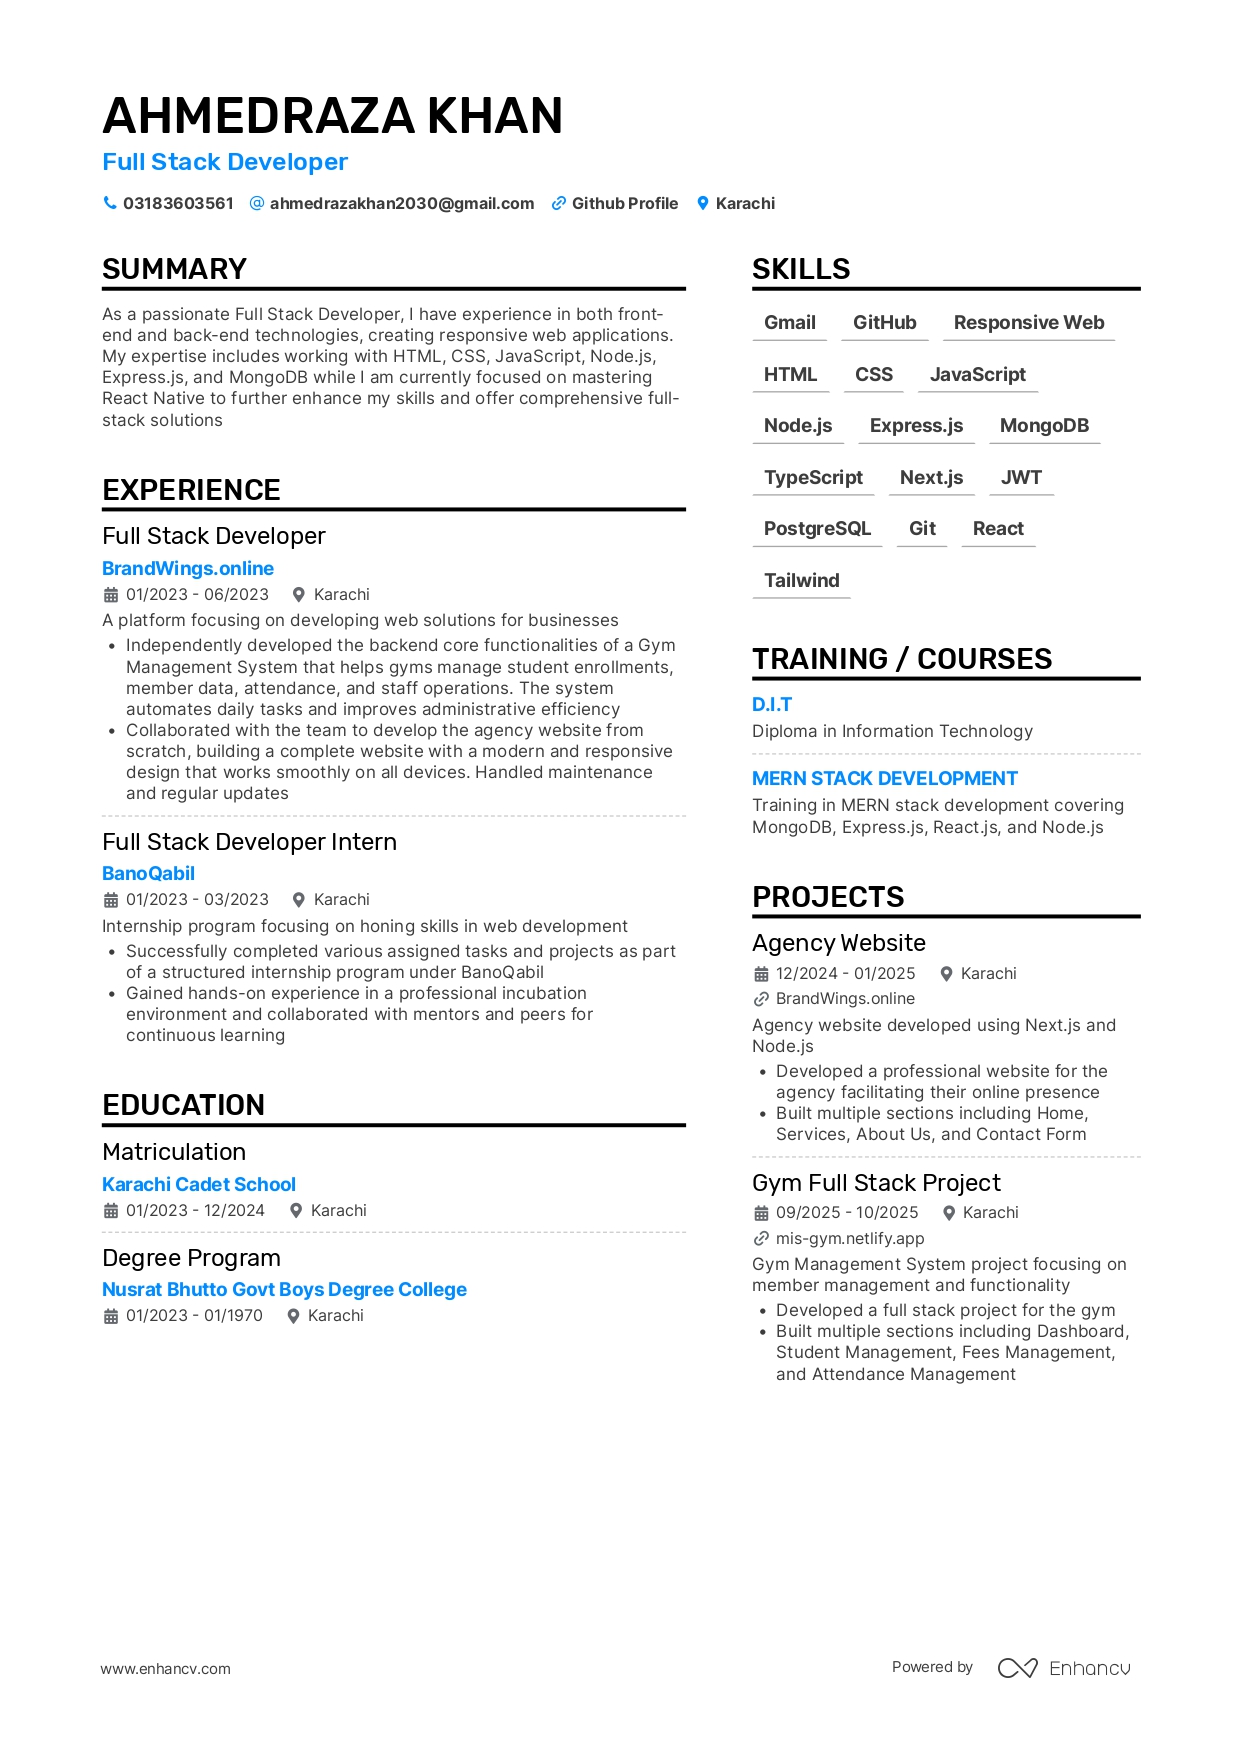 AHMEDRAZA KHAN
Full Stack Developer
03183603561 ahmedrazakhan2030@gmail.com Github Profile Karachi
SUMMARY
As a passionate Full Stack Developer, I have experience in both front-
end and back-end technologies, creating responsive web applications.
My expertise includes working with HTML, CSS, JavaScript, Node.js,
Express.js, and MongoDB while I am currently focused on mastering
React Native to further enhance my skills and offer comprehensive full-
stack solutions
EXPERIENCE
Full Stack Developer
BrandWings.online
01/2023 - 06/2023 Karachi
A platform focusing on developing web solutions for businesses
• Independently developed the backend core functionalities of a Gym
Management System that helps gyms manage student enrollments,
member data, attendance, and staff operations. The system
automates daily tasks and improves administrative efficiency
• Collaborated with the team to develop the agency website from
scratch, building a complete website with a modern and responsive
design that works smoothly on all devices. Handled maintenance
and regular updates
Full Stack Developer Intern
BanoQabil
01/2023 - 03/2023 Karachi
Internship program focusing on honing skills in web development
• Successfully completed various assigned tasks and projects as part
of a structured internship program under BanoQabil
• Gained hands-on experience in a professional incubation
environment and collaborated with mentors and peers for
continuous learning
EDUCATION
Matriculation
Karachi Cadet School
01/2023 - 12/2024 Karachi
Degree Program
Nusrat Bhutto Govt Boys Degree College
01/2023 - 01/1970 Karachi
SKILLS
Gmail GitHub Responsive Web
HTML CSS JavaScript
Node.js Express.js MongoDB
TypeScript Next.js JWT
PostgreSQL Git React
Tailwind
TRAINING / COURSES
D.I.T
Diploma in Information Technology
MERN STACK DEVELOPMENT
Training in MERN stack development covering
MongoDB, Express.js, React.js, and Node.js
PROJECTS
Agency Website
12/2024 - 01/2025 Karachi
BrandWings.online
Agency website developed using Next.js and
Node.js
• Developed a professional website for the
agency facilitating their online presence
• Built multiple sections including Home,
Services, About Us, and Contact Form
Gym Full Stack Project
09/2025 - 10/2025 Karachi
mis-gym.netlify.app
Gym Management System project focusing on
member management and functionality
• Developed a full stack project for the gym
• Built multiple sections including Dashboard,
Student Management, Fees Management,
and Attendance Management
www.enhancv.com
Powered by Enhancv